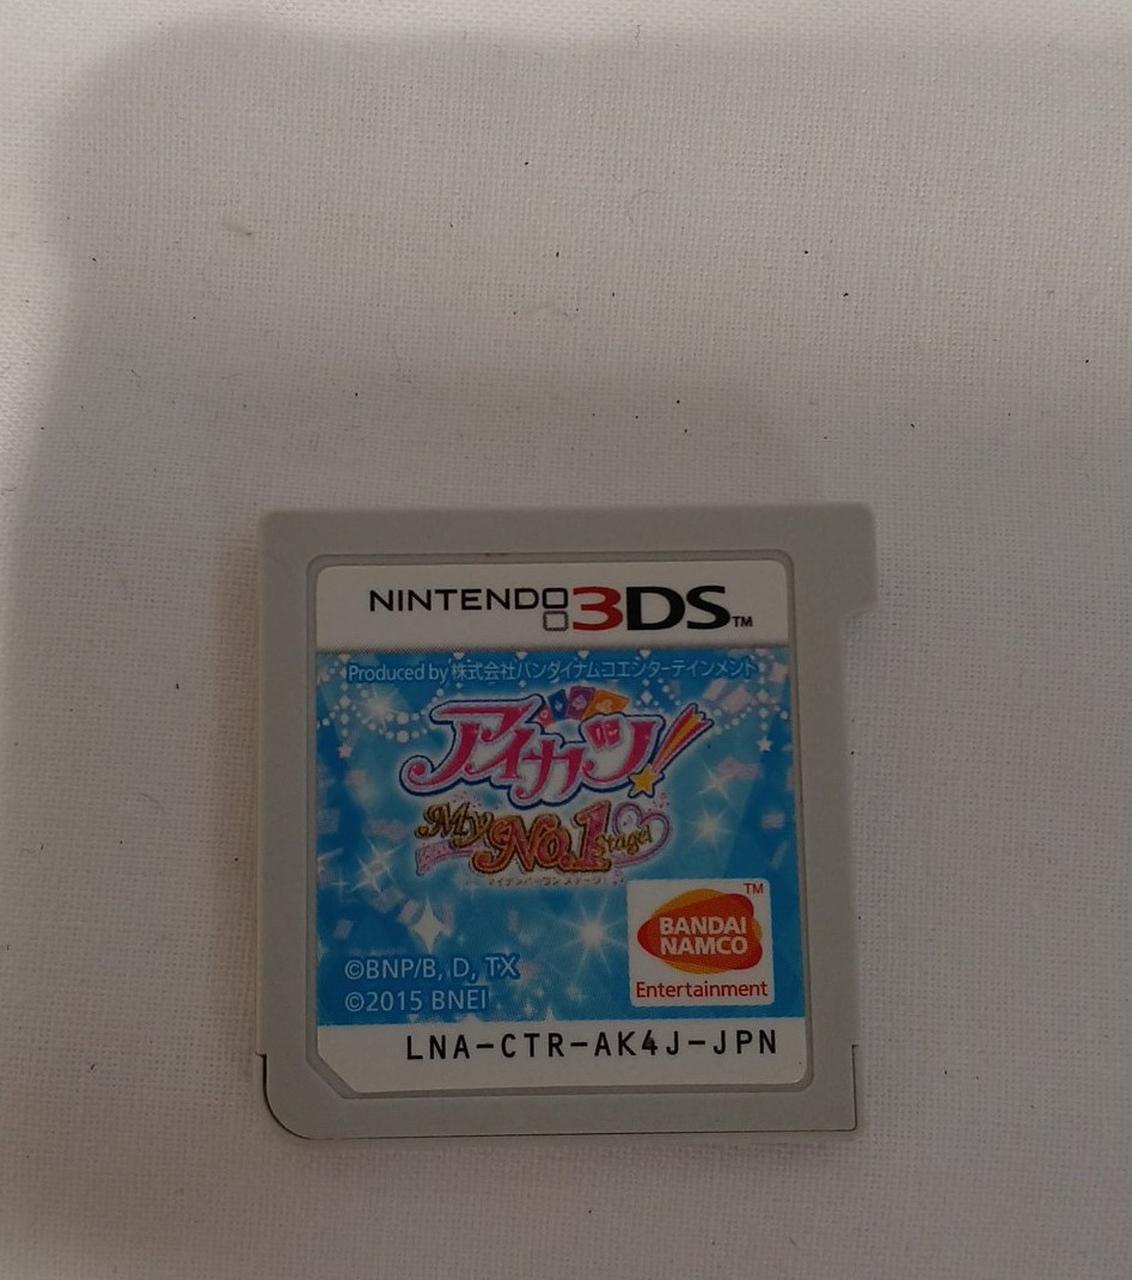 NINTENDO 3DS™
Produced by 株式会社バンダイナムコエンターテインメント
アイカツ!
My No.1 Stage!
マイナンバーワンステージ!
TM
BANDAI
NAMCO
Entertainment
©BNP/B, D, TX
©2015 BNEI
LNA-CTR-AK4J-JPN